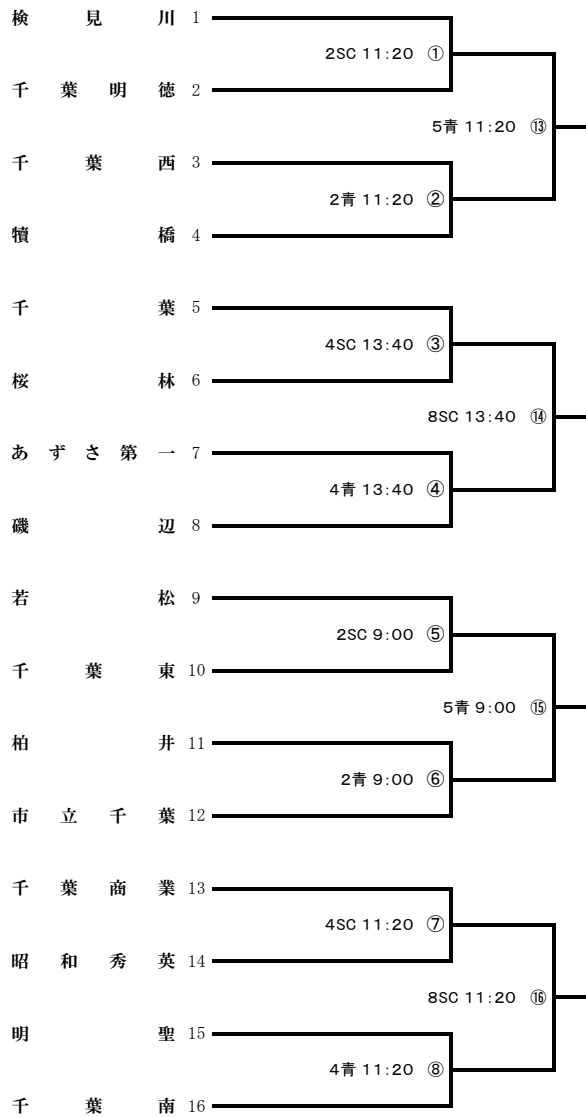 検見川 1
2SC 11:20 ①
千葉明徳 2
5青 11:20 ⑬
千葉西 3
2青 11:20 ②
犢橋 4
千葉 5
4SC 13:40 ③
桜林 6
8SC 13:40 ⑭
あずさ第一 7
4青 13:40 ④
磯辺 8
若松 9
2SC 9:00 ⑤
千葉東 10
5青 9:00 ⑮
柏井 11
2青 9:00 ⑥
市立千葉 12
千葉商業 13
4SC 11:20 ⑦
昭和秀英 14
8SC 11:20 ⑯
明聖 15
4青 11:20 ⑧
千葉南 16